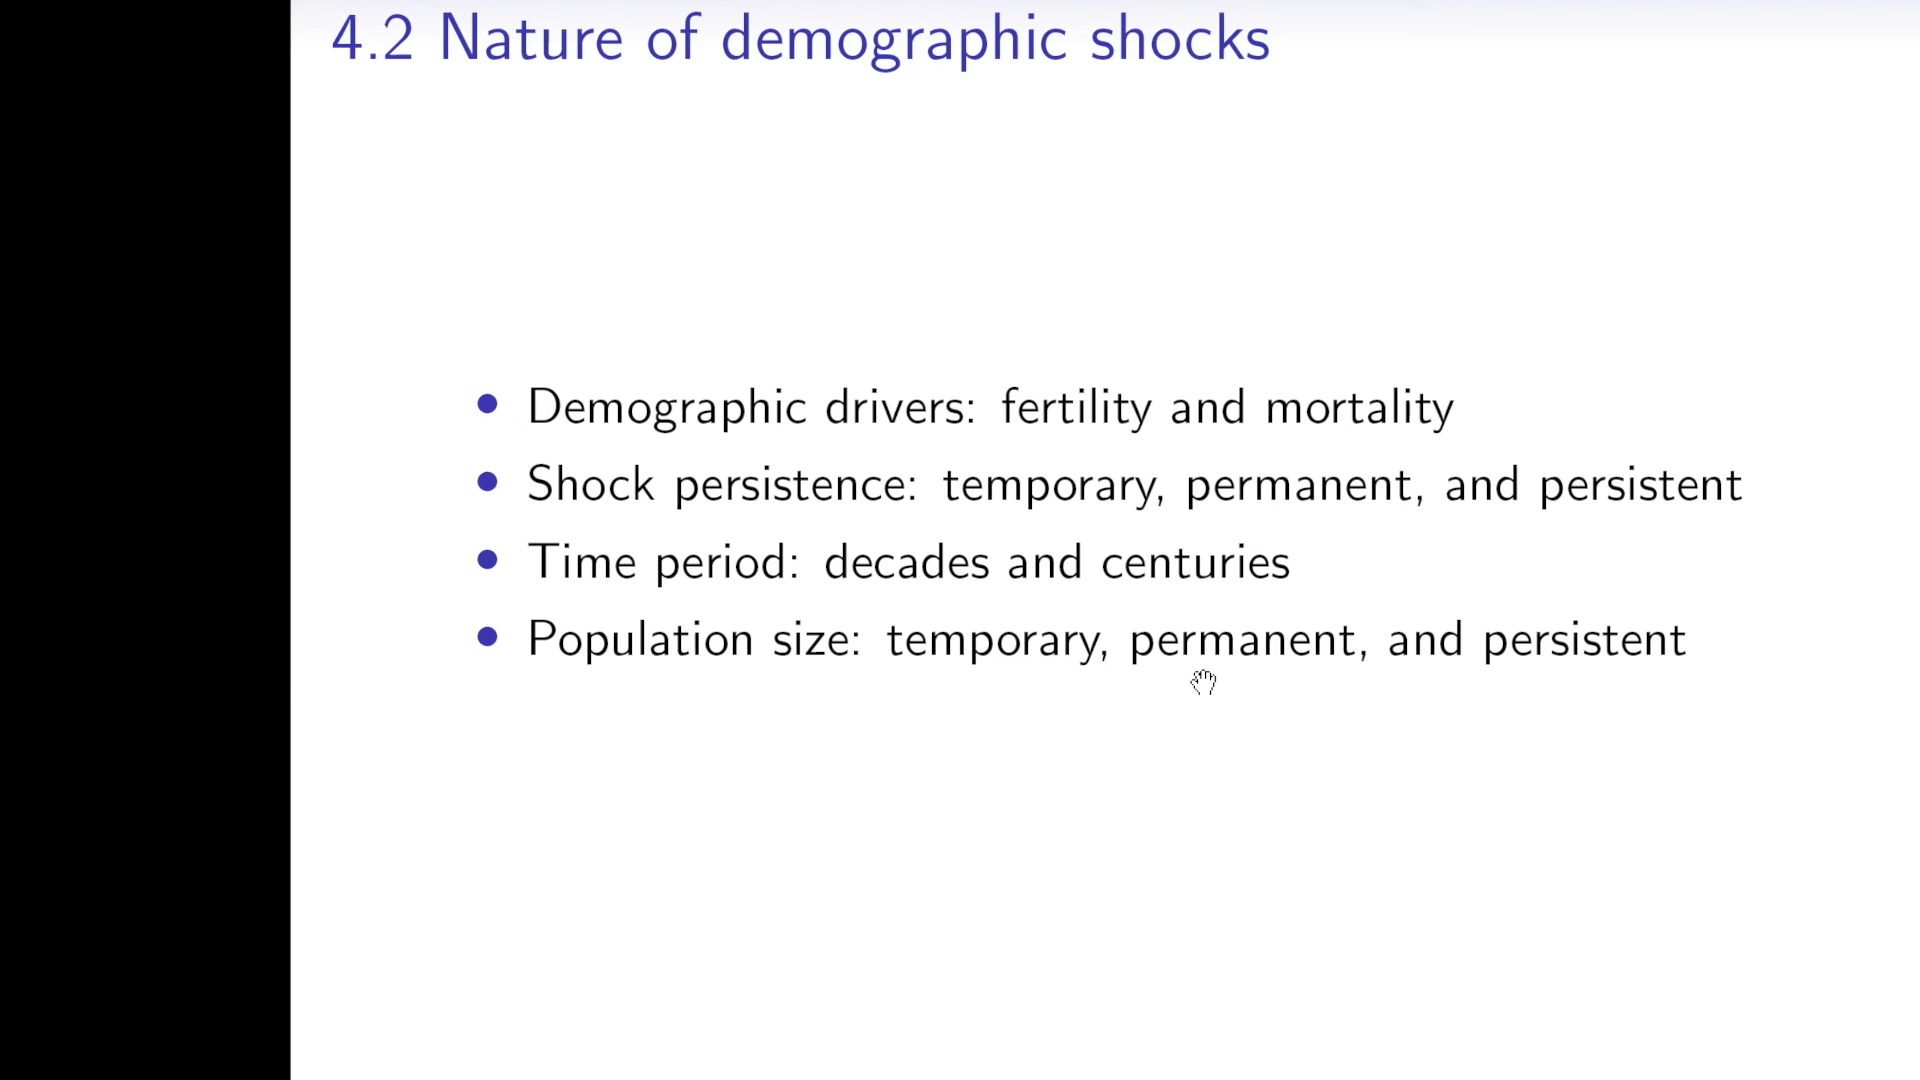 4.2 Nature of demographic shocks
• Demographic drivers: fertility and mortality
• Shock persistence: temporary, permanent, and persistent
• Time period: decades and centuries
• Population size: temporary, permanent, and persistent